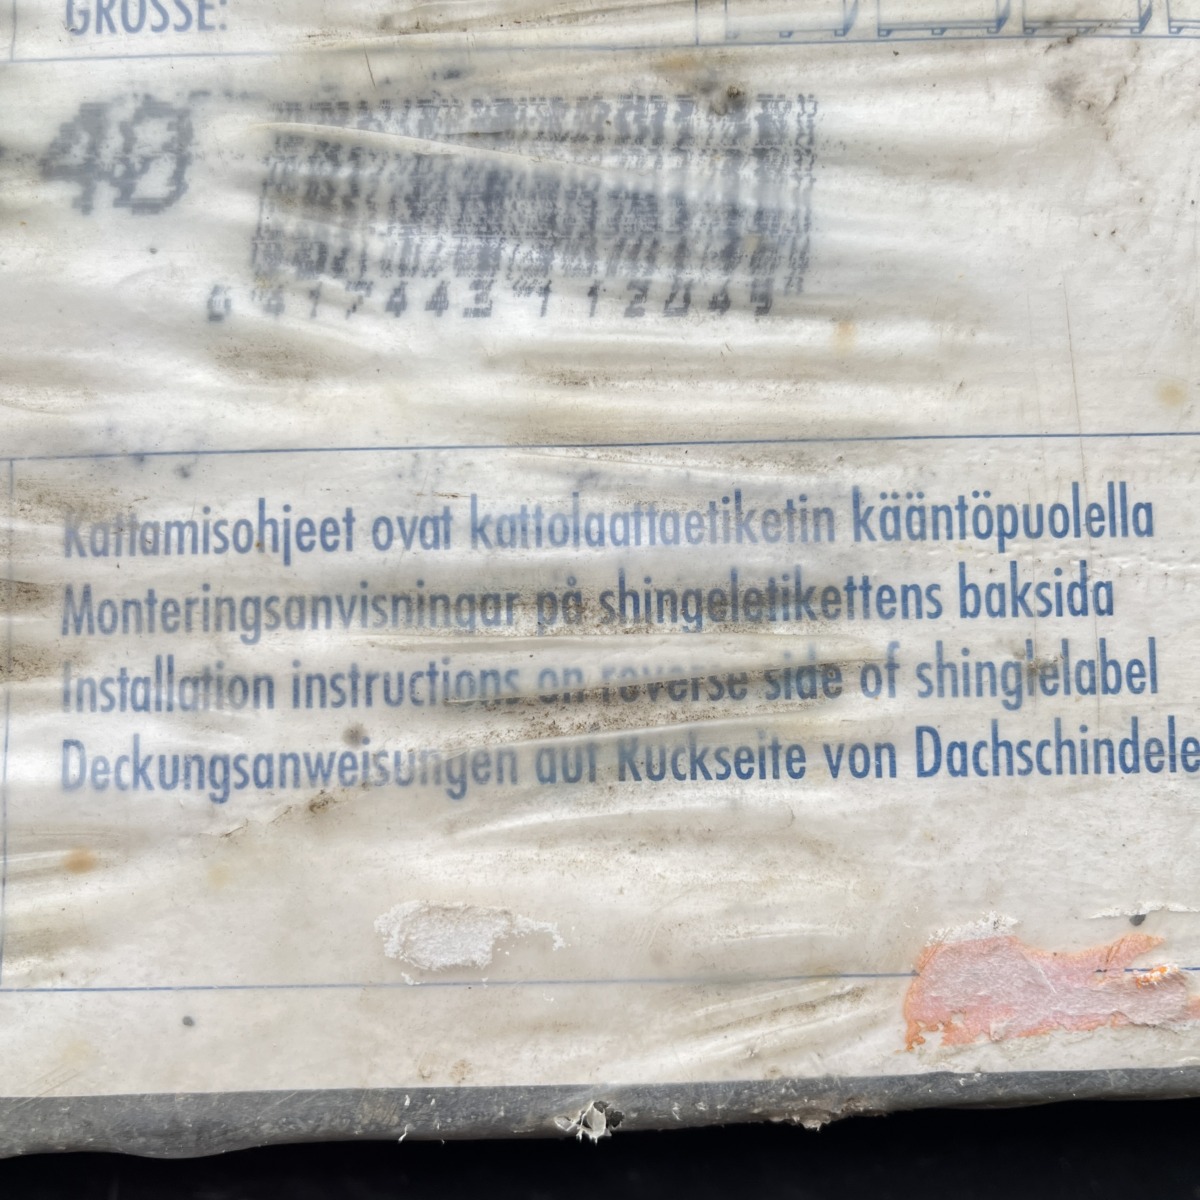 GRÖSSE:
40
6 417443 112049
Kattamisohjeet ovat kattolaattaetiketin kääntöpuolella
Monteringsanvisningar på shingeletikettens baksida
Installation instructions on reverse side of shinglelabel
Deckungsanweisungen auf Rückseite von Dachschindele